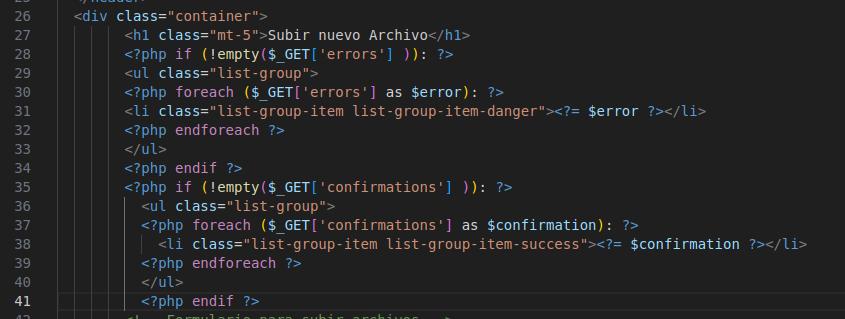 26 <div class="container">
27 <h1 class="mt-5">Subir nuevo Archivo</h1>
28 <?php if (!empty($_GET['errors'] )): ?>
29 <ul class="list-group">
30 <?php foreach ($_GET['errors'] as $error): ?>
31 <li class="list-group-item list-group-item-danger"><?= $error ?></li>
32 <?php endforeach ?>
33 </ul>
34 <?php endif ?>
35 <?php if (!empty($_GET['confirmations'] )): ?>
36 <ul class="list-group">
37 <?php foreach ($_GET['confirmations'] as $confirmation): ?>
38 <li class="list-group-item list-group-item-success"><?= $confirmation ?></li>
39 <?php endforeach ?>
40 </ul>
41 <?php endif ?>